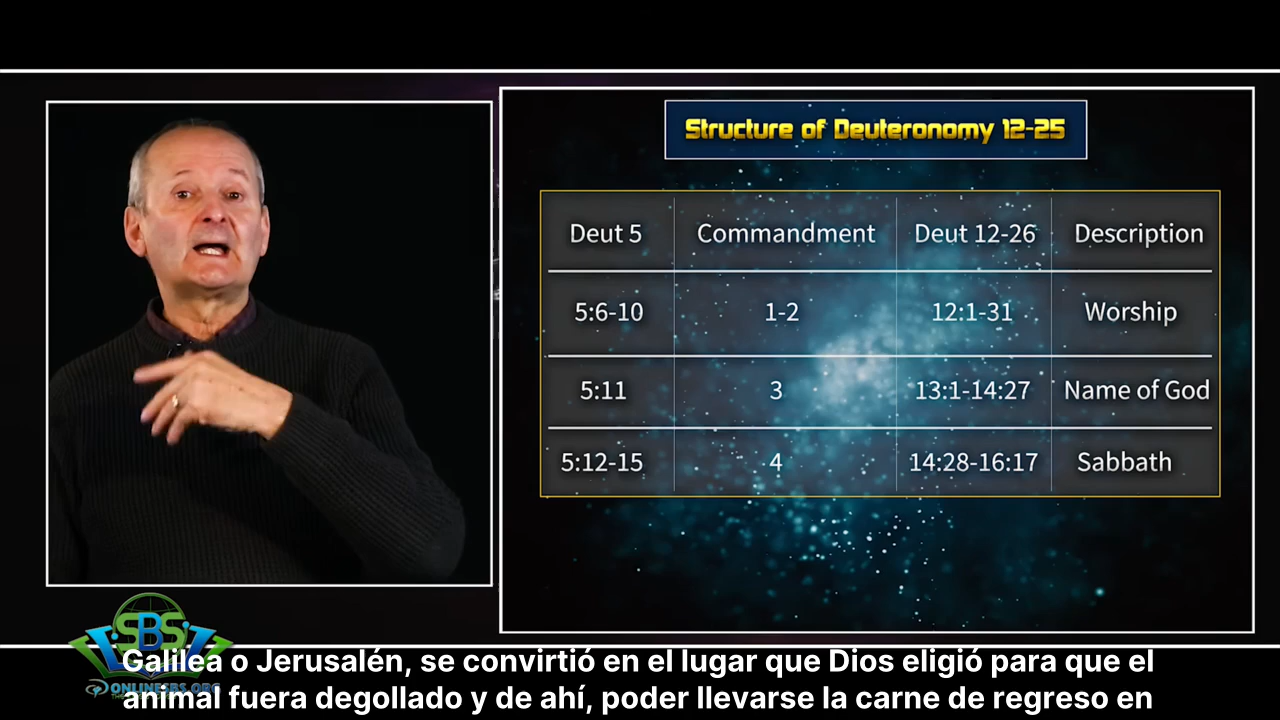 Structure of Deuteronomy 12-25
Deut 5 Commandment Deut 12-26 Description
5:6-10 1-2 12:1-31 Worship
5:11 3 13:1-14:27 Name of God
5:12-15 4 14:28-16:17 Sabbath
SBS
ONLINESBS.ORG
Galilea o Jerusalén, se convirtió en el lugar que Dios eligió para que el
animal fuera degollado y de ahí, poder llevarse la carne de regreso en